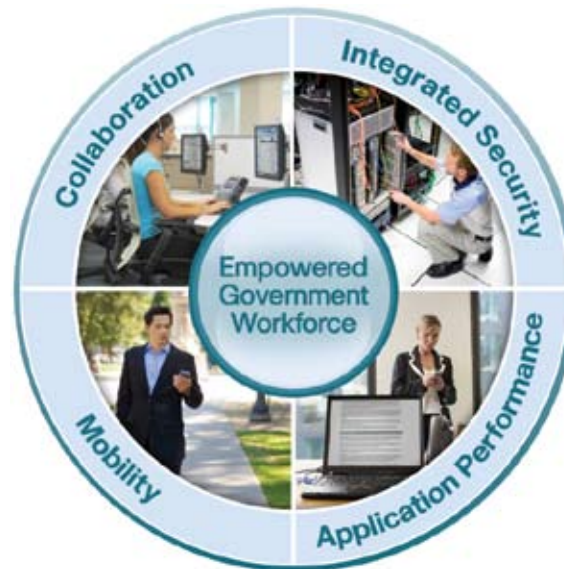 Collaboration
Integrated Security
Empowered
Government
Workforce
Mobility
Application Performance